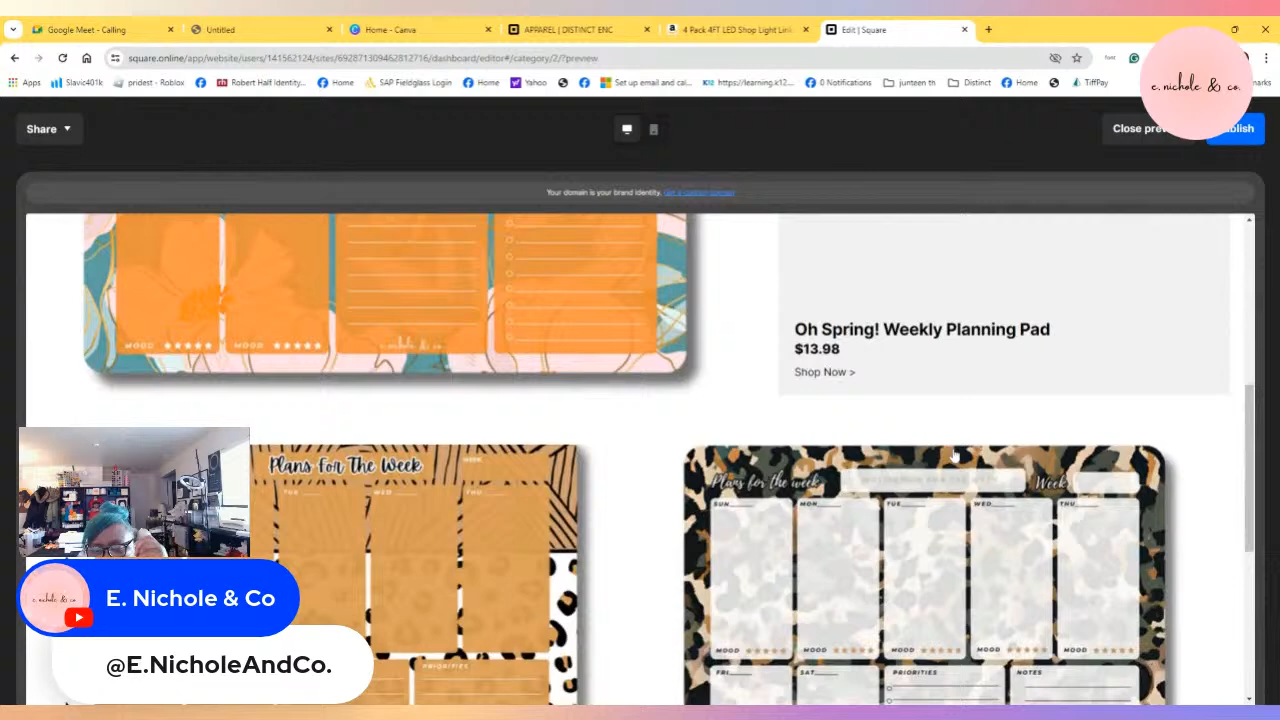 Google Meet - Calling
Untitled
Home - Canva
APPAREL | DISTINCT ENC
4 Pack 4FT LED Shop Light Link
Edit | Square
square.online/app/website/users/141562124/sites/692871309462812716/dashboard/editor#/category/2/?preview
Apps
Slavic401k
pridest - Roblox
Robert Half Identity...
Home
SAP Fieldglass Login
Home
Yahoo
Set up email and cal...
https://learning.k12...
0 Notifications
junteen th
Distinct
Home
TiffPay
e. nichole & co.
Share
Close
Your domain is your brand identity.
MOOD
MOOD
e. nichole & co.
Oh Spring! Weekly Planning Pad
$13.98
Shop Now >
Plans For The Week
WEEK
TUE
WED
THU
PRIORITIES
Plans for the week
Week
SUN
MON
TUE
WED
THU
MOOD
MOOD
MOOD
MOOD
MOOD
FRI
SAT
PRIORITIES
NOTES
E. Nichole & Co
@E.NicholeAndCo.